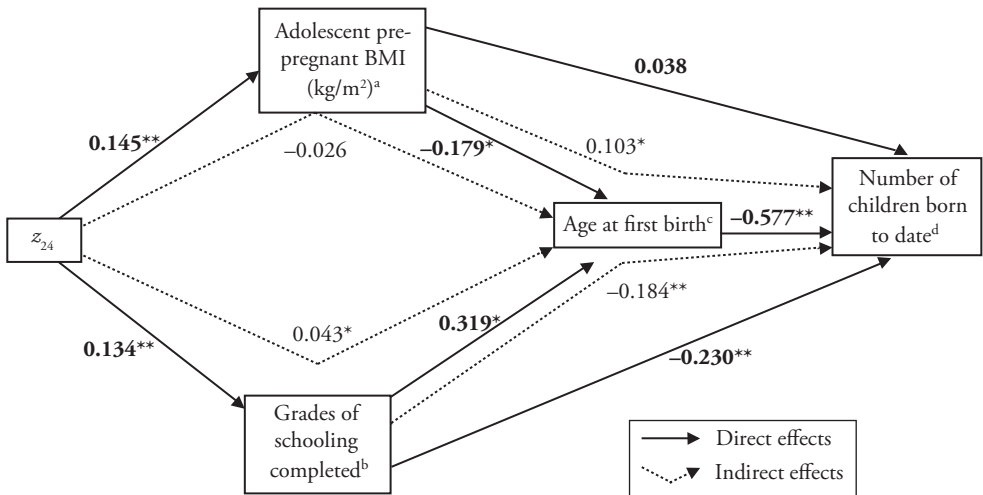 Adolescent pre-
pregnant BMI
(kg/m²)ᵃ
0.038
0.145**
–0.026
–0.179*
0.103*
Number of
children born
to dateᵈ
z₂₄
Age at first birthᶜ
–0.577**
–0.184**
0.043*
0.319*
0.134**
–0.230**
Grades of
schooling
completedᵇ
Direct effects
Indirect effects